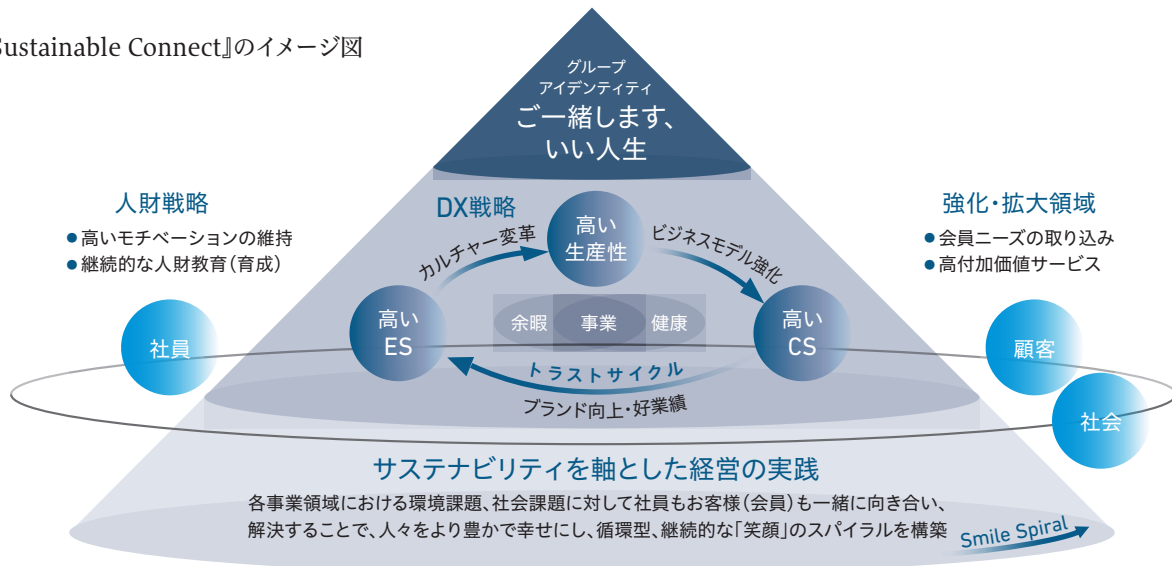 Sustainable Connect』のイメージ図
グループ
アイデンティティ
ご一緒します、
いい人生
人財戦略
●高いモチベーションの維持
●継続的な人財教育(育成)
DX戦略
カルチャー変革
高い
生産性
ビジネスモデル強化
強化・拡大領域
●会員ニーズの取り込み
●高付加価値サービス
社員
高い
ES
余暇
事業
健康
高い
CS
顧客
社会
トラストサイクル
ブランド向上・好業績
サステナビリティを軸とした経営の実践
各事業領域における環境課題、社会課題に対して社員もお客様(会員)も一緒に向き合い、
解決することで、人々をより豊かで幸せにし、循環型、継続的な「笑顔」のスパイラルを構築
Smile Spiral